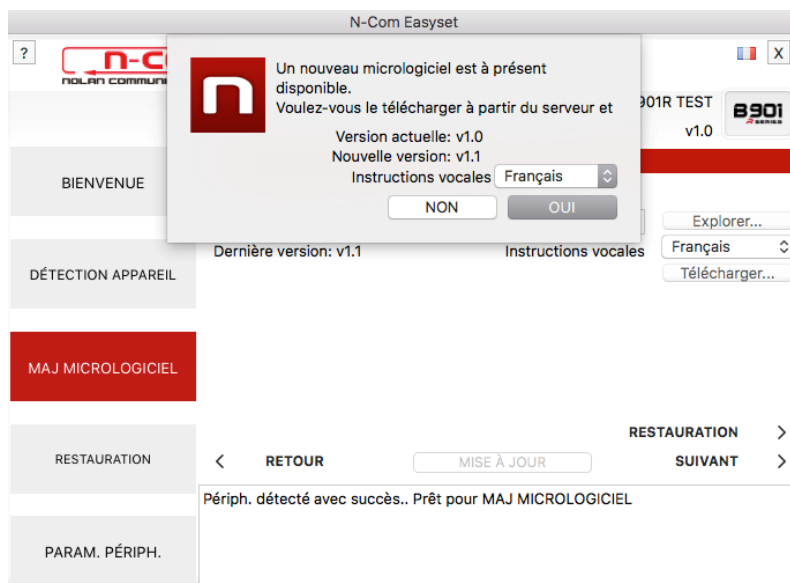 N-Com Easyset
?
n-c
NOLAN COMMUNI
X
Un nouveau micrologiciel est à présent
disponible.
Voulez-vous le télécharger à partir du serveur et
Version actuelle: v1.0
Nouvelle version: v1.1
Instructions vocales Français
NON OUI
901R TEST
v1.0
B901
R SERIES
BIENVENUE
Explorer...
Dernière version: v1.1 Instructions vocales Français
Télécharger...
DÉTECTION APPAREIL
MAJ MICROLOGICIEL
RESTAURATION >
RESTAURATION
< RETOUR MISE À JOUR SUIVANT >
Périph. détecté avec succès.. Prêt pour MAJ MICROLOGICIEL
PARAM. PÉRIPH.